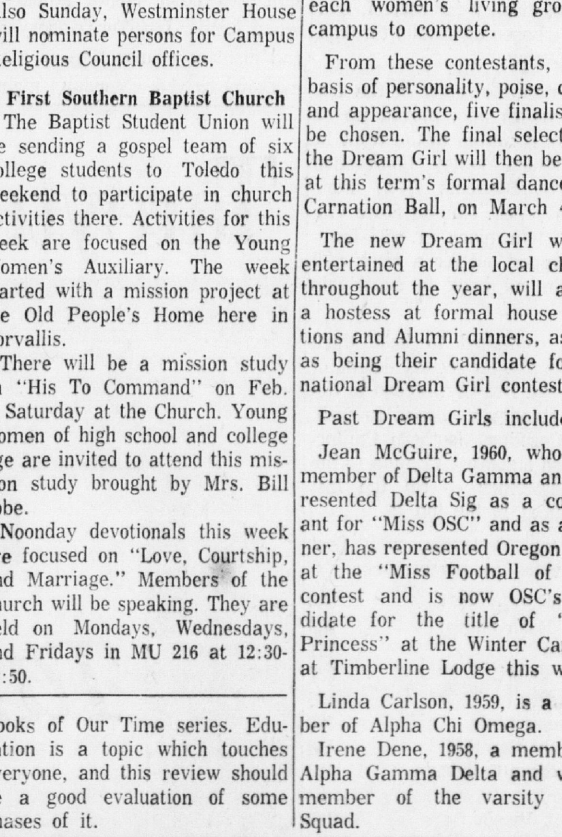 lso Sunday, Westminster House
ill nominate persons for Campus
eligious Council offices.
First Southern Baptist Church
The Baptist Student Union will
e sending a gospel team of six
ollege students to Toledo this
eekend to participate in church
ctivities there. Activities for this
eek are focused on the Young
omen's Auxiliary. The week
arted with a mission project at
e Old People's Home here in
orvallis.
There will be a mission study
"His To Command" on Feb.
Saturday at the Church. Young
omen of high school and college
ge are invited to attend this mis-
on study brought by Mrs. Bill
obe.
Noonday devotionals this week
re focused on "Love, Courtship,
nd Marriage." Members of the
hurch will be speaking. They are
eld on Mondays, Wednesdays,
nd Fridays in MU 216 at 12:30-
:50.
ooks of Our Time series. Edu-
ation is a topic which touches
veryone, and this review should
e a good evaluation of some
hases of it.
each women's living gro
campus to compete.
From these contestants,
basis of personality, poise, c
and appearance, five finalis
be chosen. The final select
the Dream Girl will then be
at this term's formal dance
Carnation Ball, on March
The new Dream Girl w
entertained at the local c
throughout the year, will a
a hostess at formal house
tions and Alumni dinners, as
as being their candidate fo
national Dream Girl contest
Past Dream Girls include
Jean McGuire, 1960, who
member of Delta Gamma an
resented Delta Sig as a co
ant for "Miss OSC" and as a
ner, has represented Oregon
at the "Miss Football of
contest and is now OSC's
didate for the title of "
Princess" at the Winter Ca
at Timberline Lodge this w
Linda Carlson, 1959, is a
ber of Alpha Chi Omega.
Irene Dene, 1958, a memb
Alpha Gamma Delta and
member of the varsity
Squad.